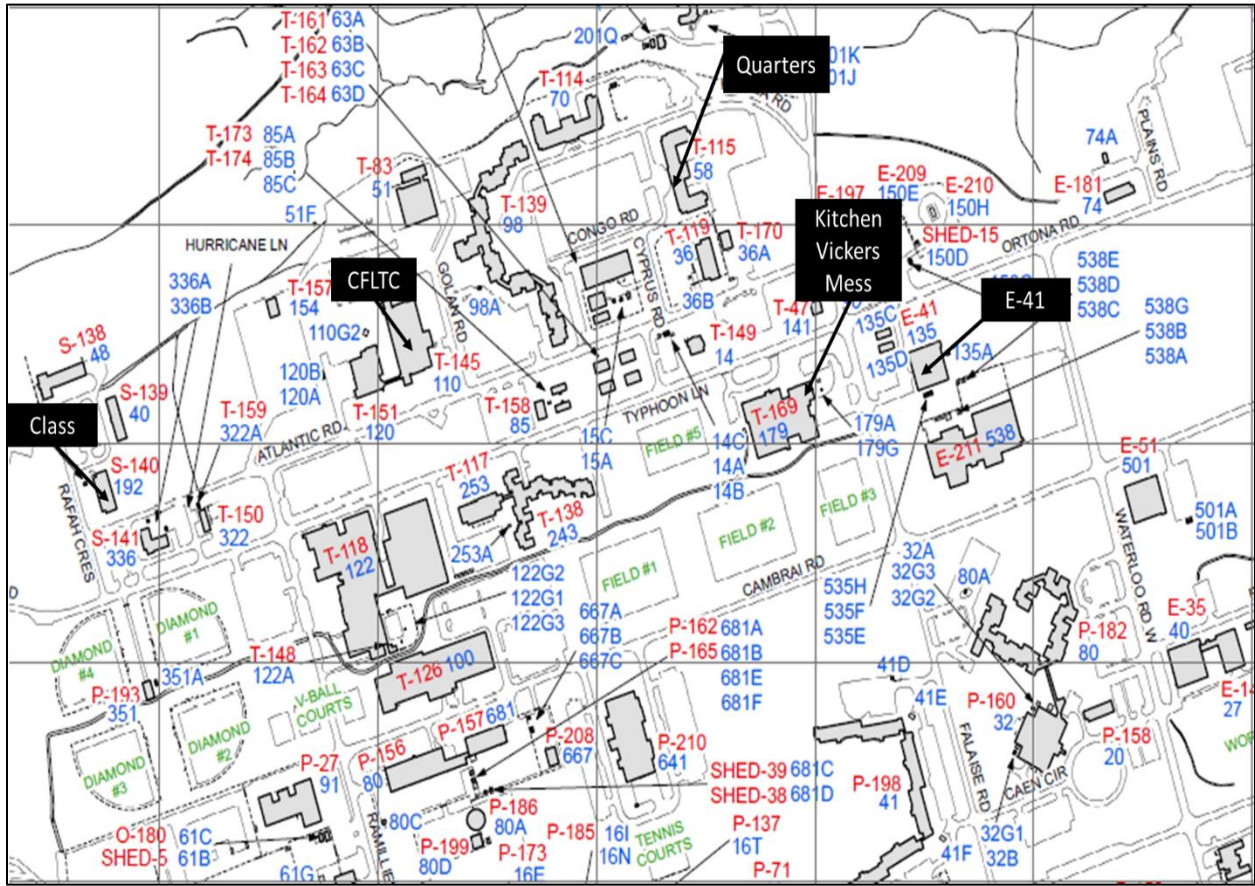 T-161 63A
T-162 63B
T-163 63C
T-164 63D
201Q
Quarters
01K
01J
T-114
70
RD
T-173 85A
T-174 85B
85C
T-83
51
51F
T-139
98
T-115
58
CONGO RD
CYPRUS RD
T-119
36
T-170
36A
36B
E-197
E-209
150E
E-210
150H
SHED-15
150D
74A
E-181
74
PLAINS RD
ORTONA RD
HURRICANE LN
336A
336B
T-157
154
110G2
CFLTC
GOLAN RD
98A
Kitchen
Vickers
Mess
E-41
538E
538D
538C
538G
538B
538A
S-138
48
S-139
40
T-159
322A
120B
120A
T-145
110
T-151
120
ATLANTIC RD
T-158
85
T-149
14
T-47
141
135C
135D
E-41
135
135A
TYPHOON LN
FIELD #5
15C
15A
14C
14A
14B
T-169
179
179A
179G
E-211 538
Class
S-140
192
RAFAH CRES
S-141
336
T-150
322
T-117
253
T-138
243
253A
T-118
122
122G2
122G1
122G3
FIELD #1
FIELD #2
FIELD #3
CAMBRAI RD
E-51
501
501A
501B
WATERLOO RD W
535H
535F
535E
32A
32G3
32G2
80A
P-182
80
E-35
40
E-1
27
DIAMOND
#1
DIAMOND
#4
351A
T-148
122A
P-193
351
DIAMOND
#2
DIAMOND
#3
V-BALL
COURTS
T-126 100
667A
667B
667C
P-162 681A
P-165 681B
681E
681F
41D
41E
P-160
32
P-158
20
CAEN CIR
FALAISE RD
P-157 681
P-156
80
P-208
667
P-210
641
SHED-39 681C
SHED-38 681D
P-198
41
P-27
91
80C
P-186
80A
P-199
80D
P-173
16E
P-185
16I
16N
TENNIS
COURTS
P-137
16T
P-71
O-180
SHED-5
61C
61B
61G
41F
32G1
32B